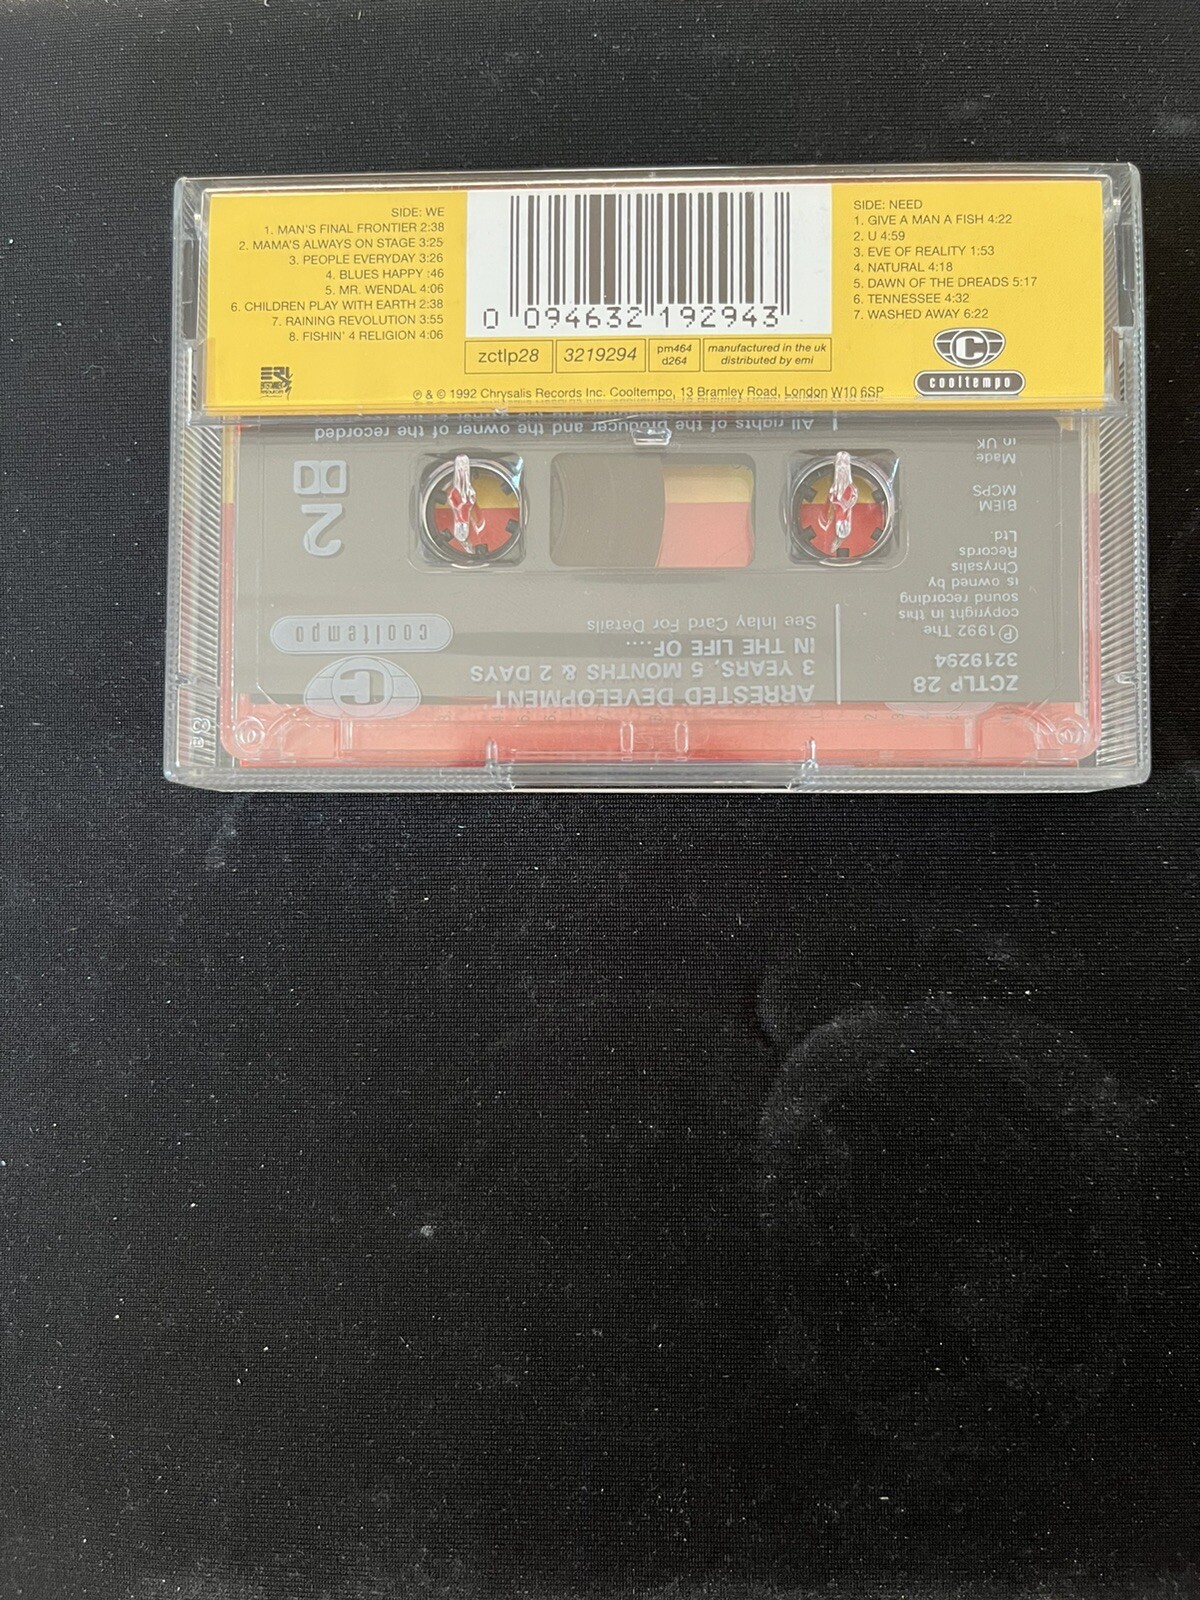 SIDE: WE
1. MAN'S FINAL FRONTIER 2:38
2. MAMA'S ALWAYS ON STAGE 3:25
3. PEOPLE EVERYDAY 3:26
4. BLUES HAPPY :46
5. MR. WENDAL 4:06
6. CHILDREN PLAY WITH EARTH 2:38
7. RAINING REVOLUTION 3:55
8. FISHIN' 4 RELIGION 4:06
0 094632 192943
zctlp28
3219294
pm464
d264
manufactured in the uk
distributed by emi
SIDE: NEED
1. GIVE A MAN A FISH 4:22
2. U 4:59
3. EVE OF REALITY 1:53
4. NATURAL 4:18
5. DAWN OF THE DREADS 5:17
6. TENNESSEE 4:32
7. WASHED AWAY 6:22
C
cooltempo
ERL
℗ & © 1992 Chrysalis Records Inc. Cooltempo, 13 Bramley Road, London W10 6SP
ZCTLP 28
3219294
℗ 1992 The
copyright in this
sound recording
is owned by
Chrysalis
Records
Ltd.
BIEM
MCPS
Made
in UK
ARRESTED DEVELOPMENT
3 YEARS, 5 MONTHS & 2 DAYS
IN THE LIFE OF....
See Inlay Card For Details
C
cooltempo
2
All rights of the producer and the owner of the recorded